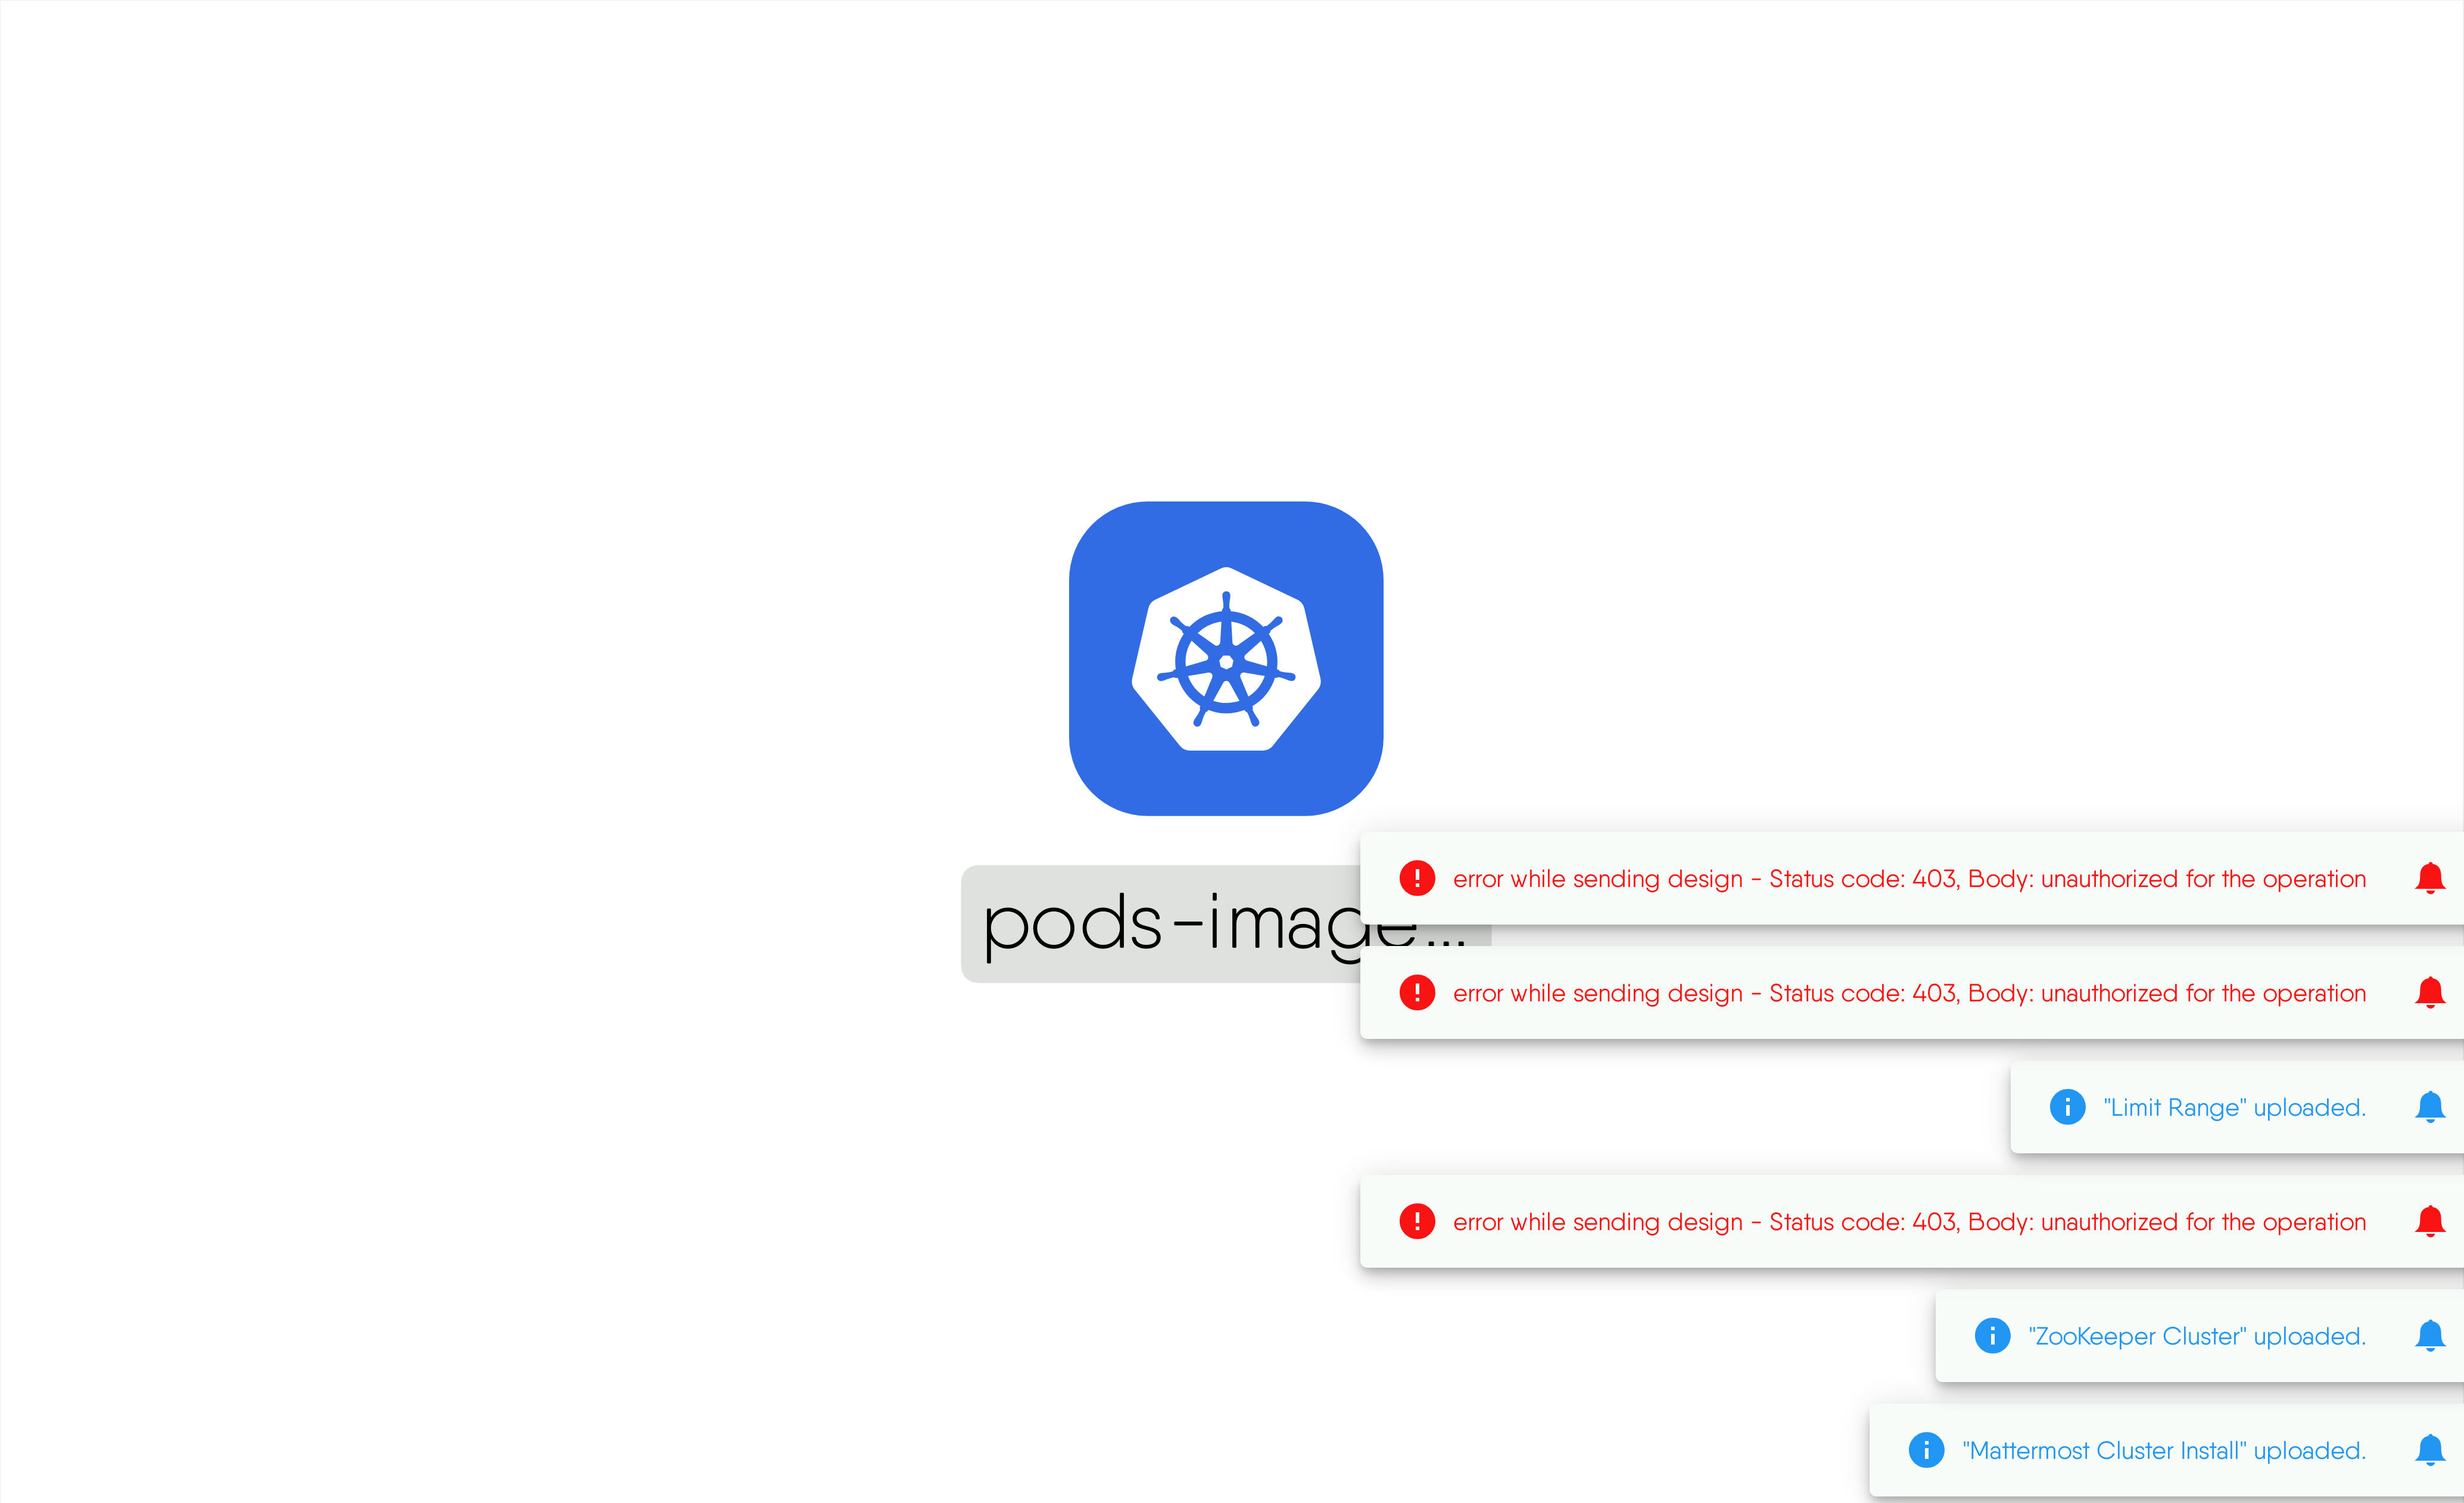 pods-image...
error while sending design - Status code: 403, Body: unauthorized for the operation
error while sending design - Status code: 403, Body: unauthorized for the operation
"Limit Range" uploaded.
error while sending design - Status code: 403, Body: unauthorized for the operation
"ZooKeeper Cluster" uploaded.
"Mattermost Cluster Install" uploaded.